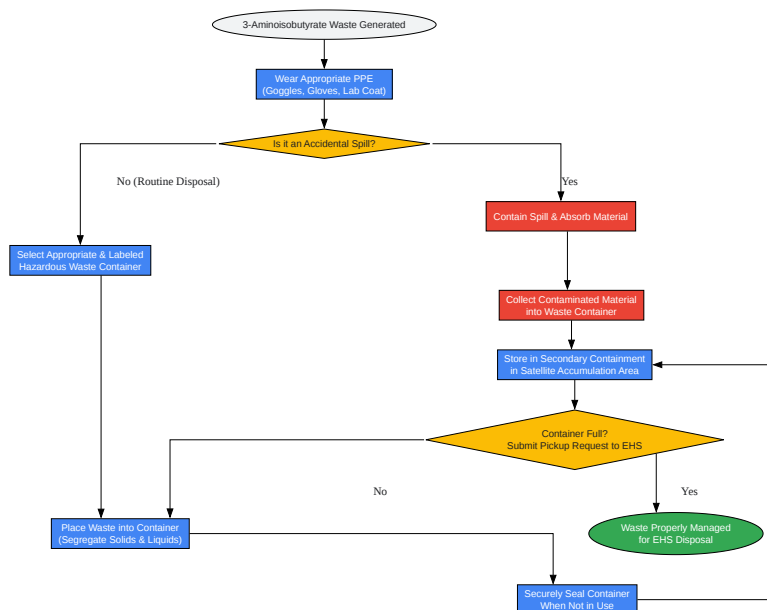 3-Aminoisobutyrate Waste Generated
Wear Appropriate PPE
(Goggles, Gloves, Lab Coat)
Is it an Accidental Spill?
No (Routine Disposal)
Yes
Contain Spill & Absorb Material
Select Appropriate & Labeled
Hazardous Waste Container
Collect Contaminated Material
into Waste Container
Store in Secondary Containment
in Satellite Accumulation Area
Container Full?
Submit Pickup Request to EHS
No
Yes
Place Waste into Container
(Segregate Solids & Liquids)
Waste Properly Managed
for EHS Disposal
Securely Seal Container
When Not in Use